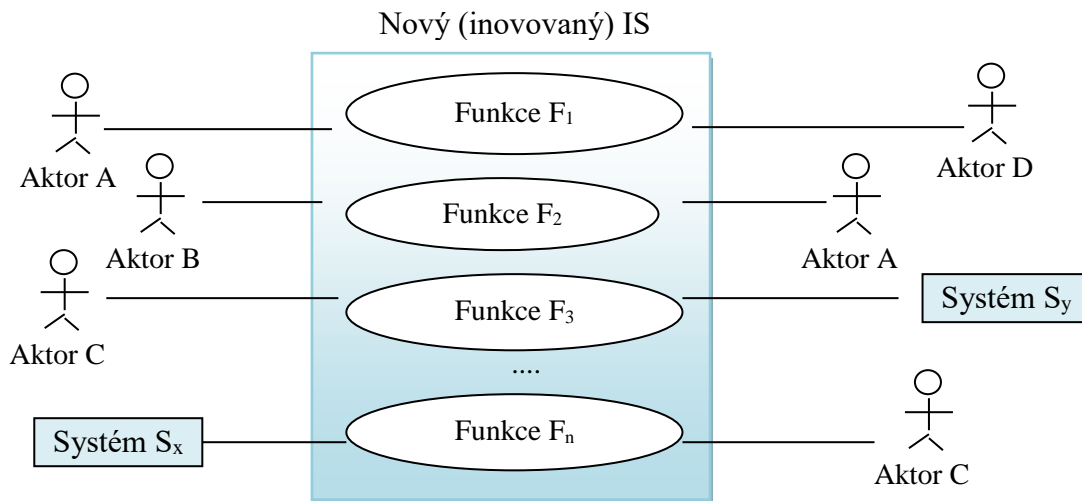 Nový (inovovaný) IS
Funkce F₁
Aktor A
Aktor D
Funkce F₂
Aktor B
Aktor A
Funkce F₃
Systém Sᵧ
Aktor C
....
Systém Sₓ
Funkce Fₙ
Aktor C